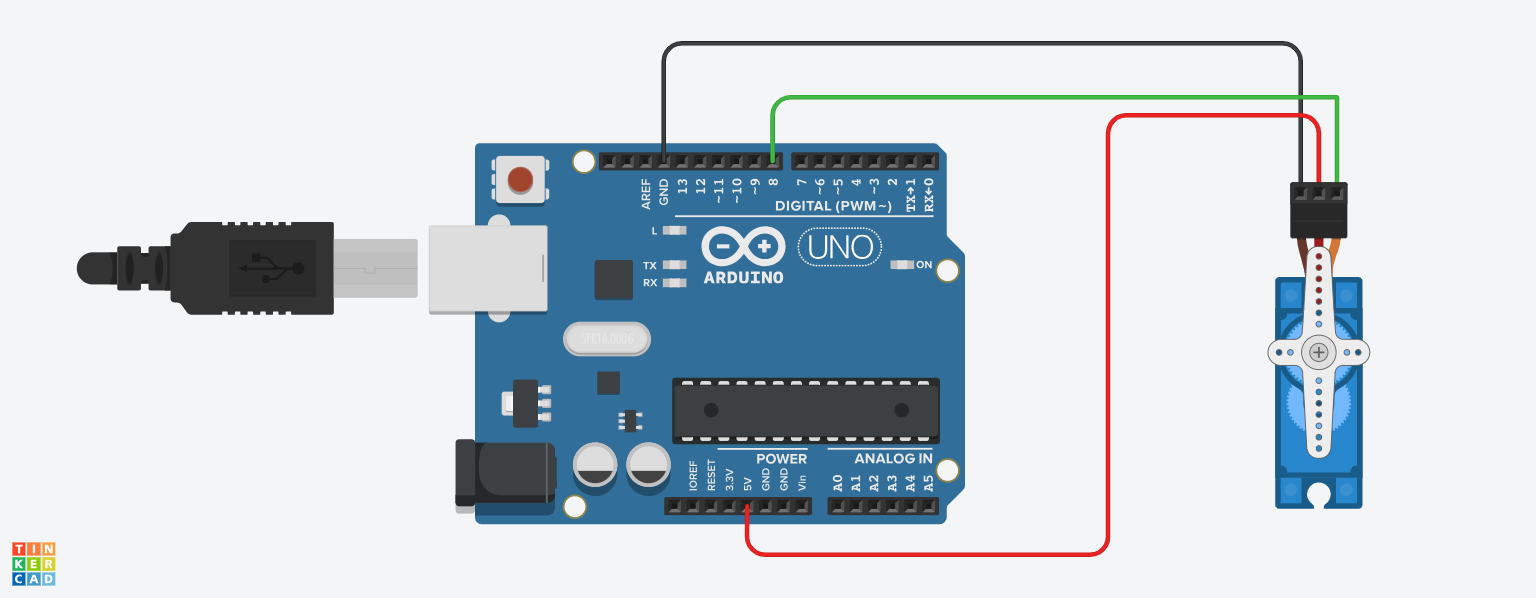 AREF
GND
13
12
~11
~10
~9
8
7
~6
~5
4
~3
2
TX→1
RX←0
DIGITAL (PWM~)
L
TX
RX
ARDUINO
UNO
ON
SPK16.000G
POWER
ANALOG IN
IOREF
RESET
3.3V
5V
GND
GND
Vin
A0
A1
A2
A3
A4
A5
TIN
KER
CAD